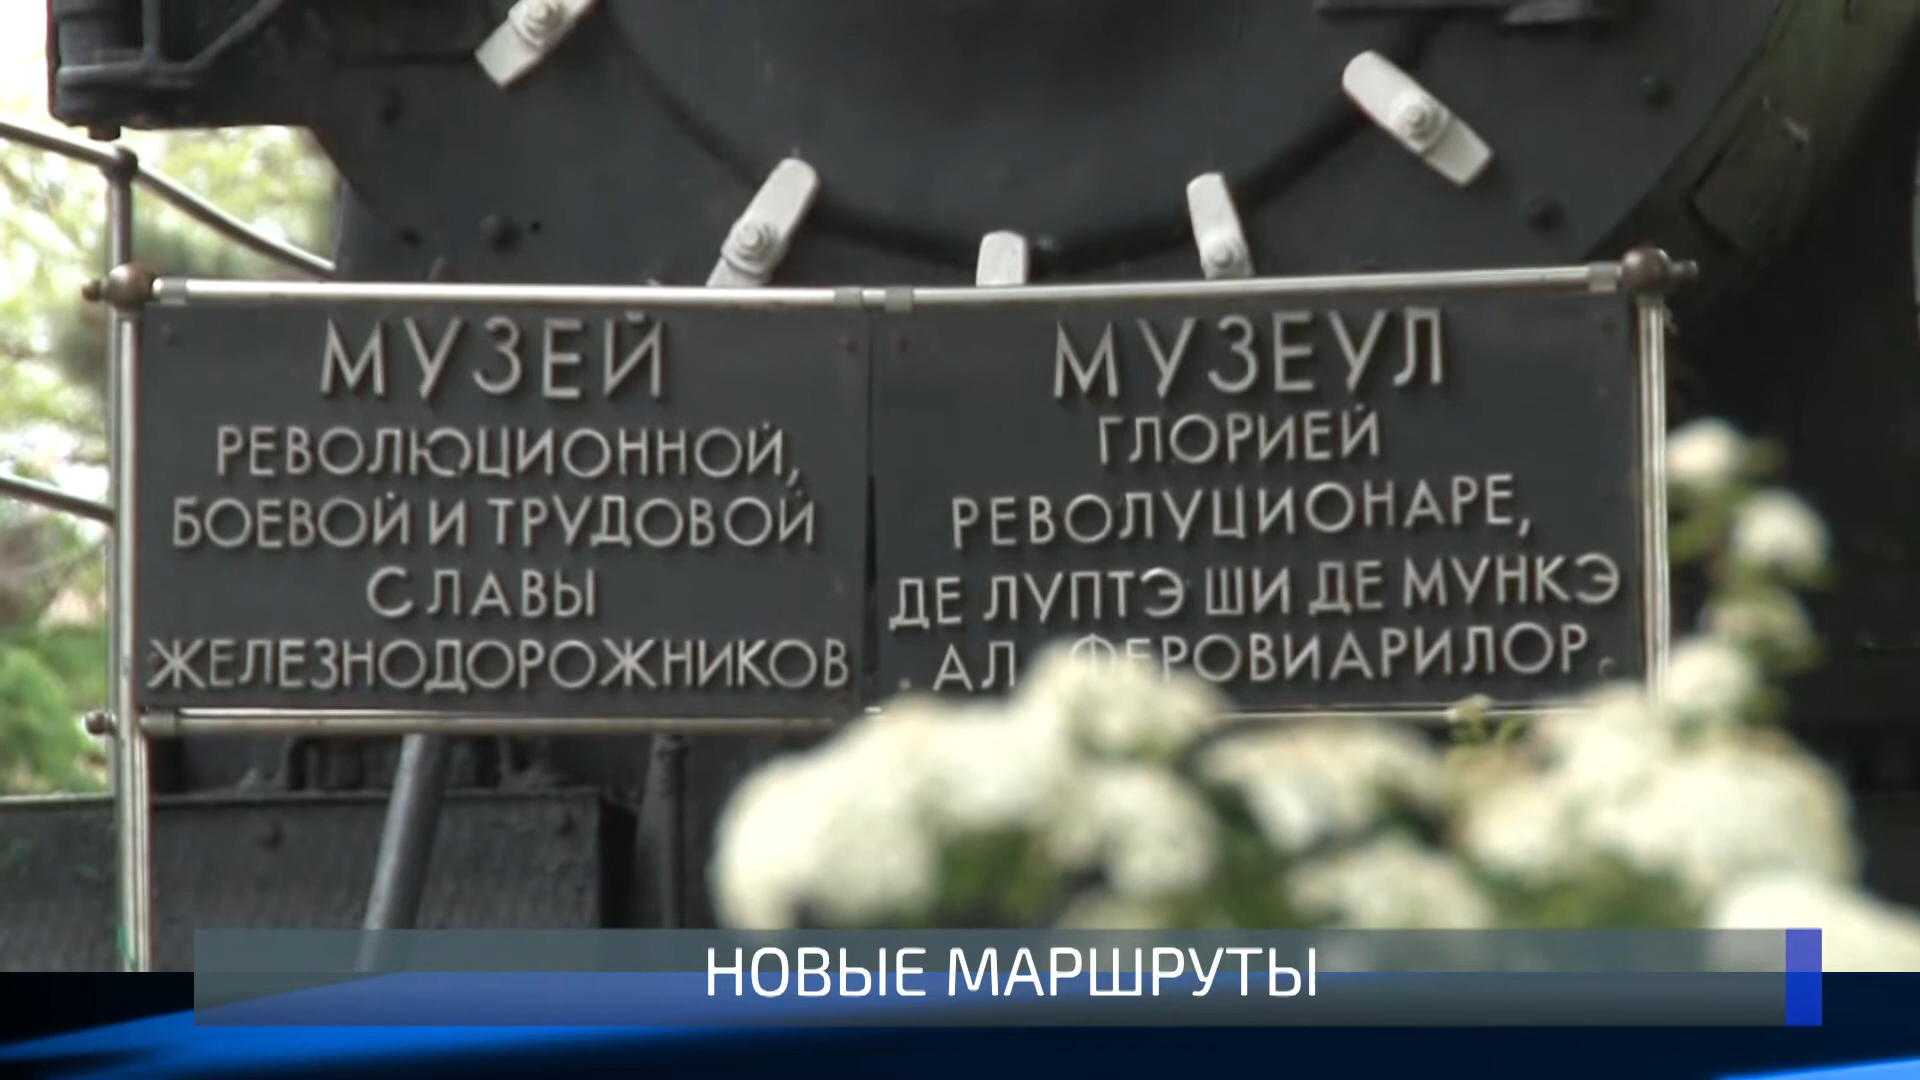 МУЗЕЙ
РЕВОЛЮЦИОННОЙ,
БОЕВОЙ И ТРУДОВОЙ
СЛАВЫ
ЖЕЛЕЗНОДОРОЖНИКОВ
МУЗЕУЛ
ГЛОРИЕЙ
РЕВОЛУЦИОНАРЕ,
ДЕ ЛУПТЭ ШИ ДЕ МУНКЭ
АЛ ФЕРОВИАРИЛОР
НОВЫЕ МАРШРУТЫ